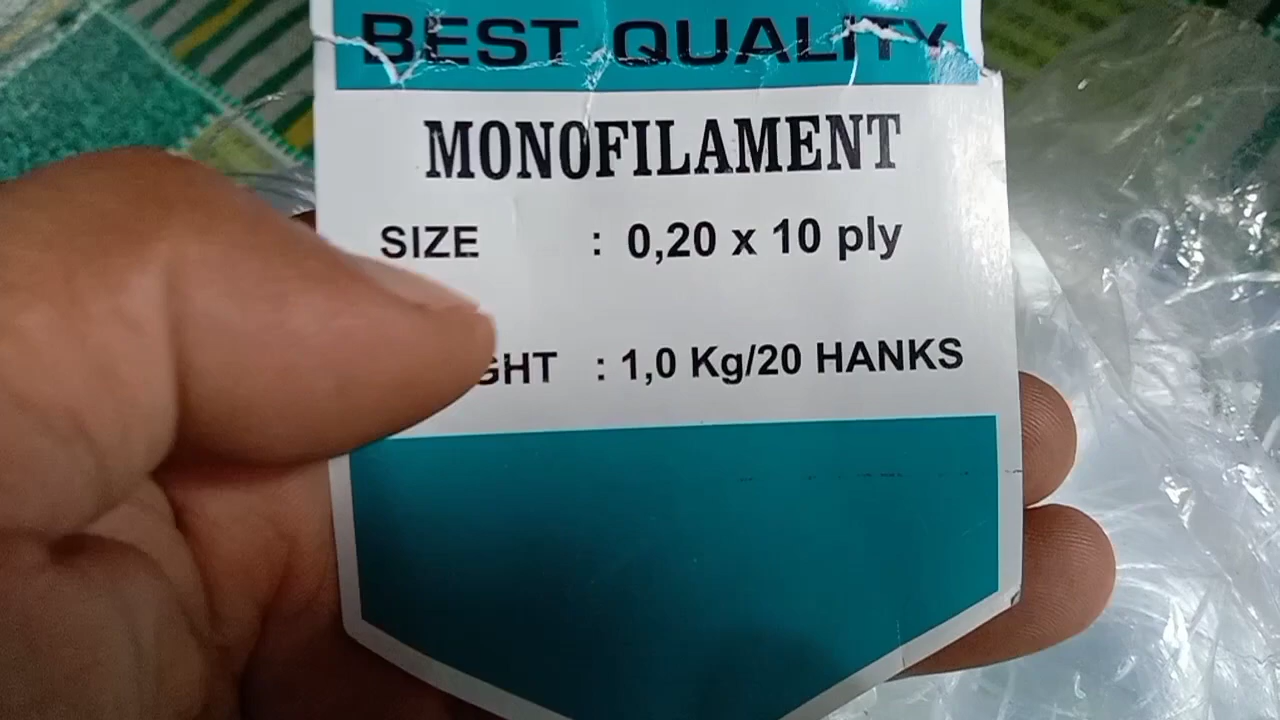 BEST QUALITY
MONOFILAMENT
SIZE : 0,20 x 10 ply
GHT : 1,0 Kg/20 HANKS